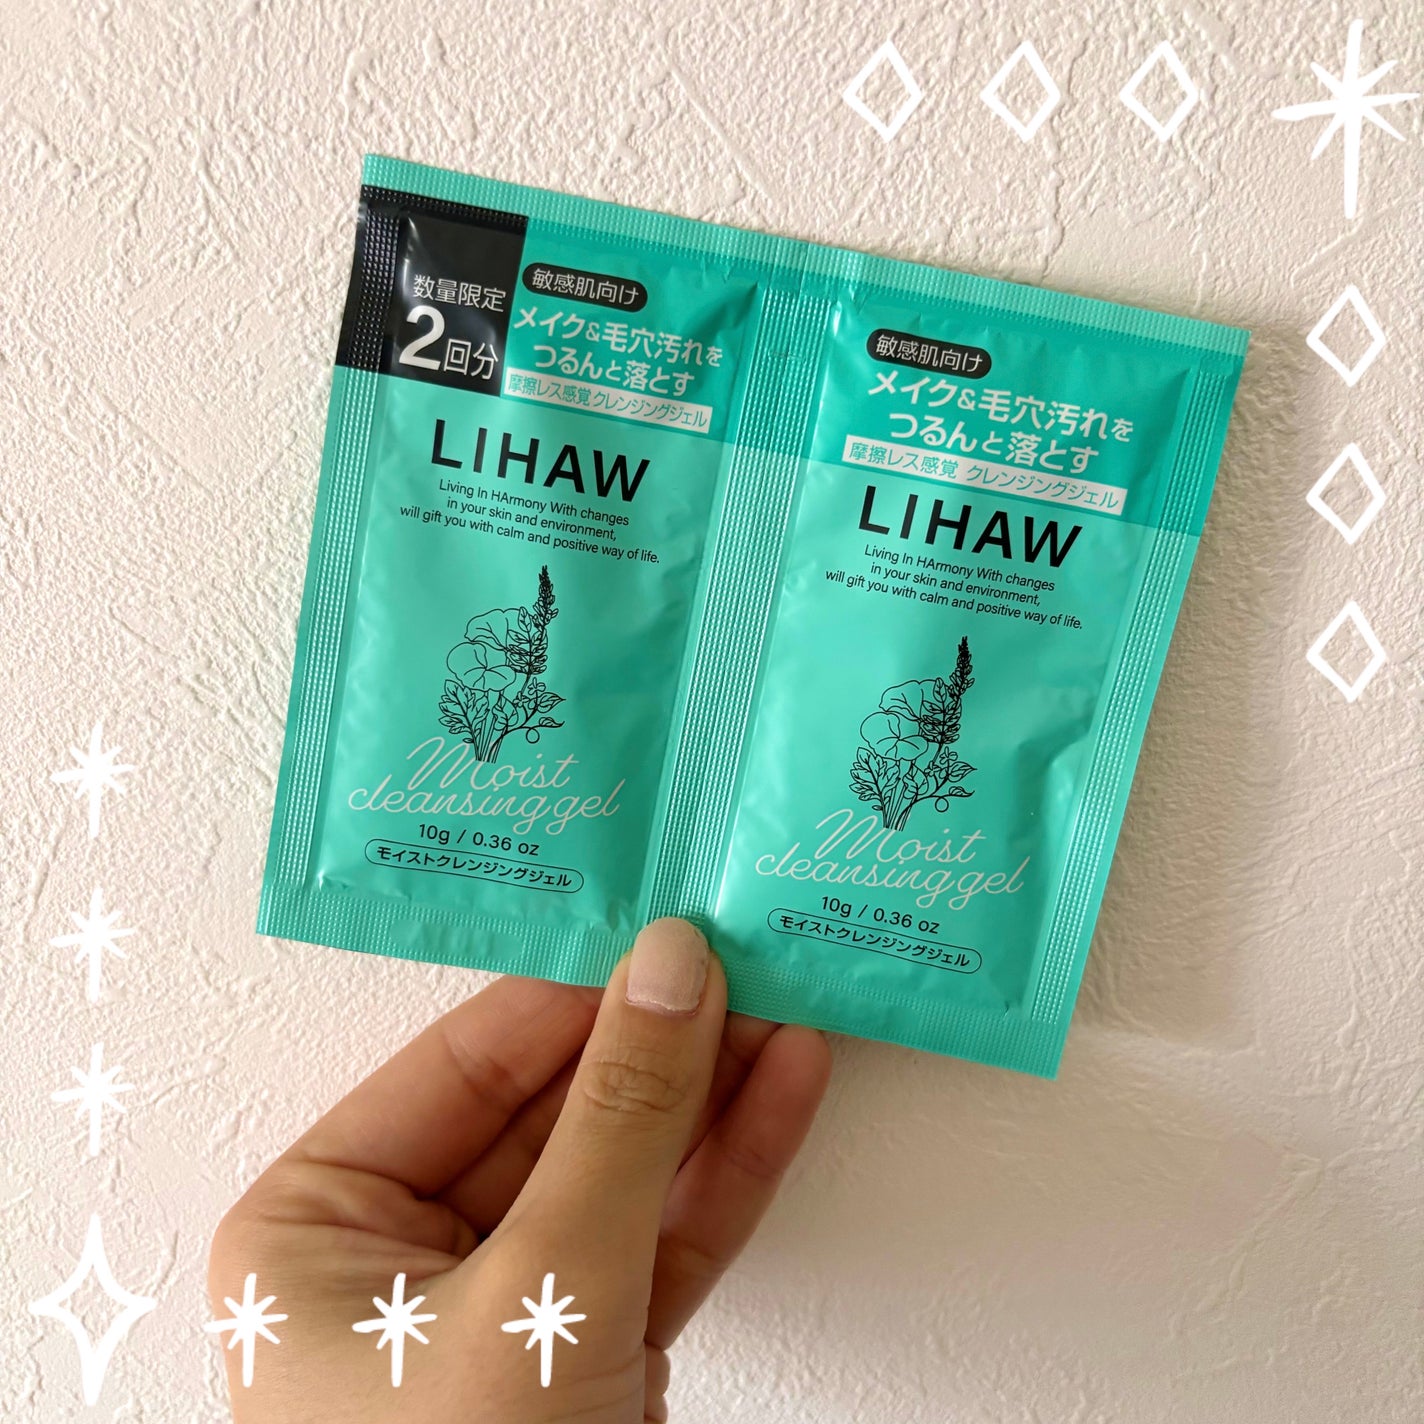 数量限定
2回分
敏感肌向け
メイク&毛穴汚れを
つるんと落とす
摩擦レス感覚 クレンジングジェル
LIHAW
Living In HArmony With changes
in your skin and environment,
will gift you with calm and positive way of life.
Moist
cleansing gel
10g / 0.36 oz
モイストクレンジングジェル
敏感肌向け
メイク&毛穴汚れを
つるんと落とす
摩擦レス感覚 クレンジングジェル
LIHAW
Living In HArmony With changes
in your skin and environment,
will gift you with calm and positive way of life.
Moist
cleansing gel
10g / 0.36 oz
モイストクレンジングジェル